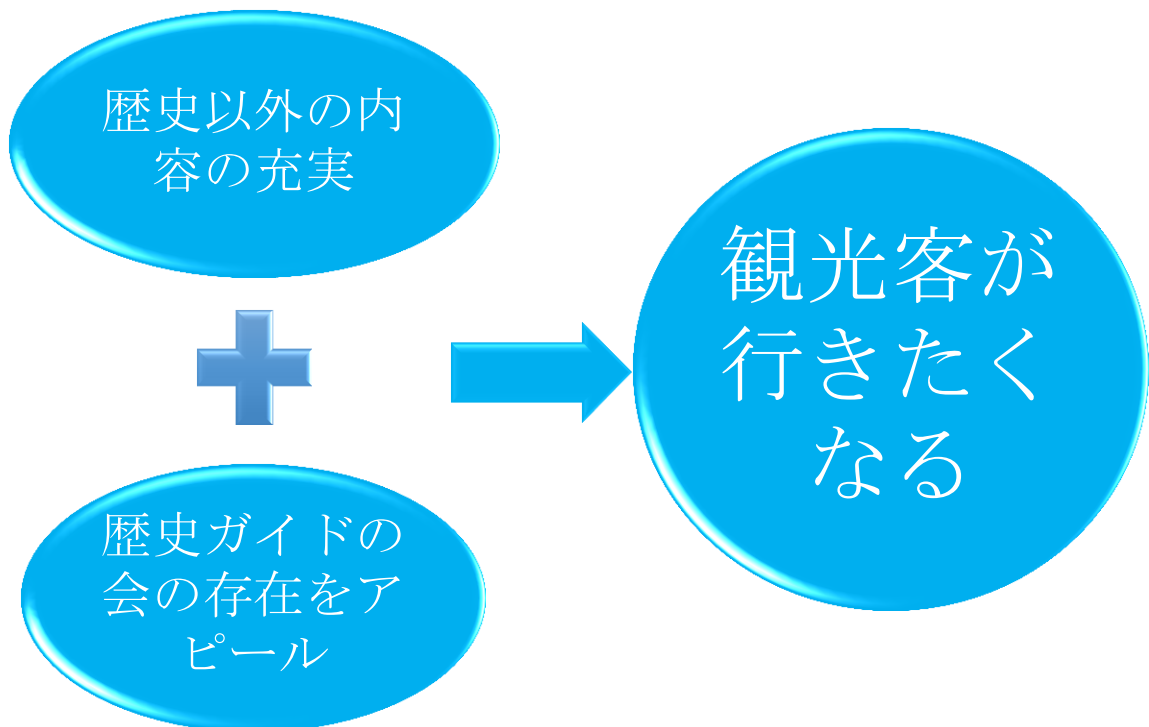 歴史以外の内
容の充実
歴史ガイドの
会の存在をア
ピール
観光客が
行きたく
なる